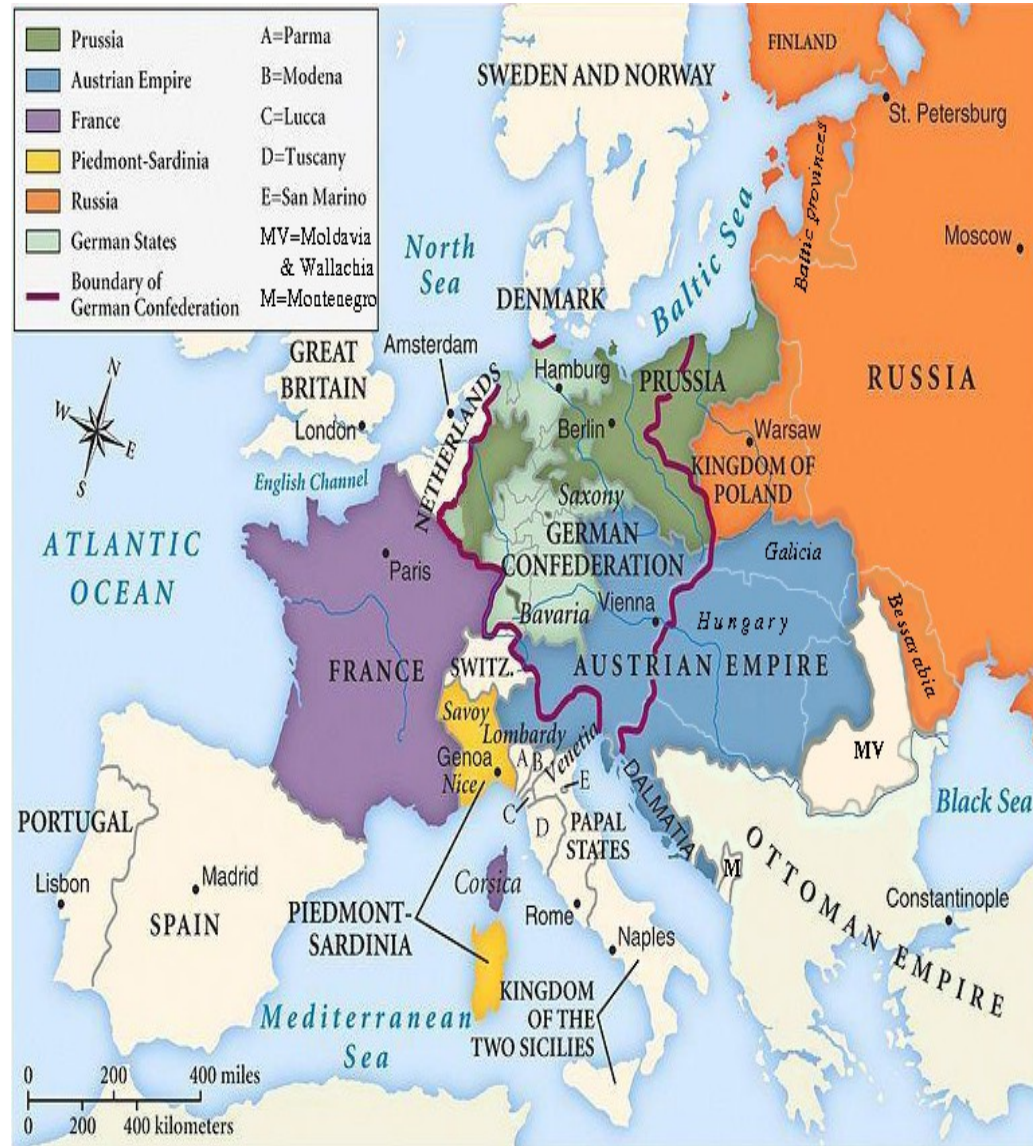 Prussia
Austrian Empire
France
Piedmont-Sardinia
Russia
German States
Boundary of
German Confederation
A=Parma
B=Modena
C=Lucca
D=Tuscany
E=San Marino
MV=Moldavia
& Wallachia
M=Montenegro
FINLAND
SWEDEN AND NORWAY
St. Petersburg
Baltic provinces
Moscow
North
Sea
Baltic Sea
DENMARK
N
W
E
S
GREAT
BRITAIN
London
Amsterdam
NETHERLANDS
Hamburg
PRUSSIA
Berlin
RUSSIA
Warsaw
KINGDOM OF
POLAND
English Channel
Saxony
GERMAN
CONFEDERATION
Galicia
ATLANTIC
OCEAN
Paris
Bavaria
Vienna
Hungary
Bessarabia
FRANCE
SWITZ.
AUSTRIAN EMPIRE
Savoy
Lombardy
Venetia
Genoa
Nice
A
B
E
C
D
MV
DALMATIA
Black Sea
PORTUGAL
Lisbon
Madrid
SPAIN
PAPAL
STATES
M
OTTOMAN EMPIRE
Constantinople
Corsica
PIEDMONT-
SARDINIA
Rome
Naples
KINGDOM
OF THE
TWO SICILIES
Mediterranean
Sea
0 200 400 miles
0 200 400 kilometers